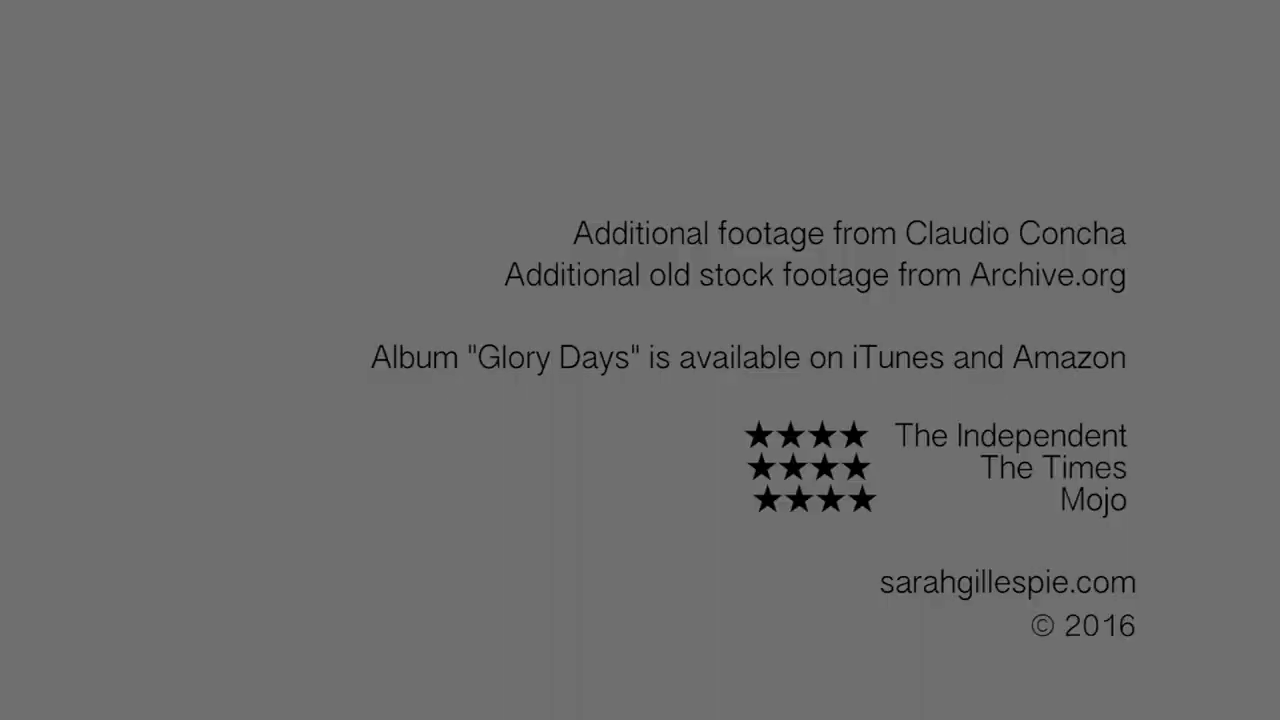 Additional footage from Claudio Concha
Additional old stock footage from Archive.org
Album "Glory Days" is available on iTunes and Amazon
★★★★ The Independent
★★★★ The Times
★★★★ Mojo
sarahgillespie.com
© 2016